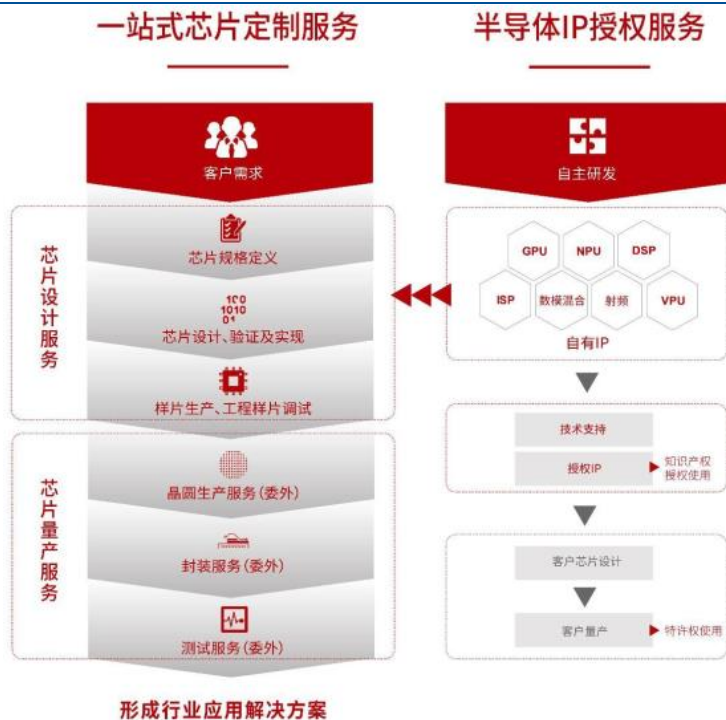 一站式芯片定制服务
客户需求
芯片设计服务
芯片规格定义
100
1010
01
芯片设计、验证及实现
样片生产、工程样片调试
芯片量产服务
晶圆生产服务(委外)
封装服务(委外)
测试服务(委外)
形成行业应用解决方案
半导体IP授权服务
自主研发
GPU
NPU
DSP
ISP
数模混合
射频
VPU
自有IP
技术支持
授权IP
知识产权
授权使用
客户芯片设计
客户量产
特许权使用